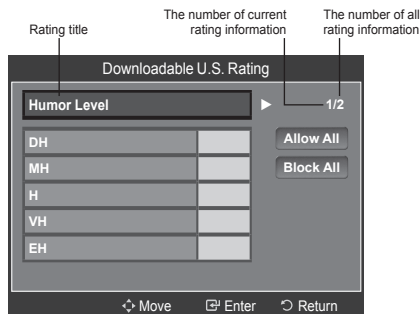 The number of current
rating information
The number of all
rating information
Rating title
Downloadable U.S. Rating
Humor Level
1/2
DH
Allow All
MH
Block All
H
VH
EH
Move
Enter
Return